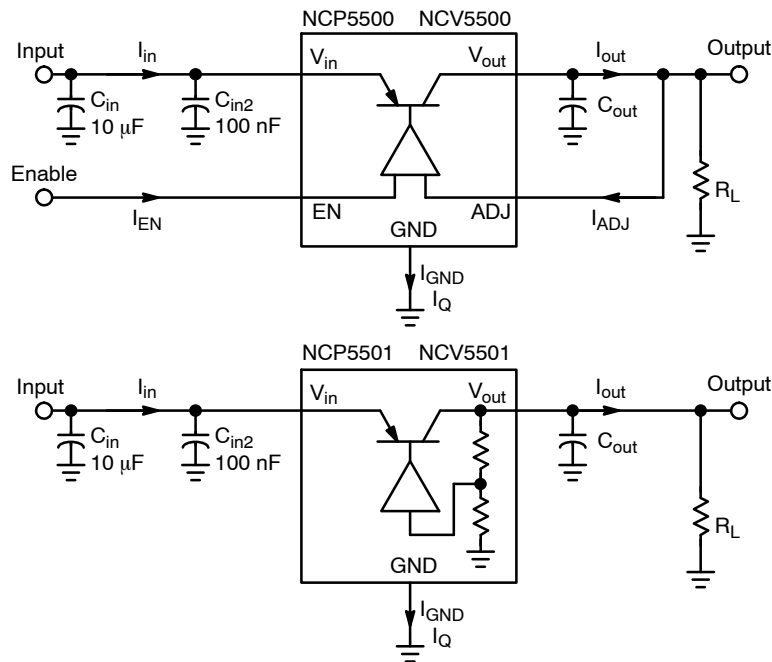 NCP5500 NCV5500
Input I_in V_in V_out I_out Output
C_in C_in2 C_out
10 μF 100 nF
Enable
R_L
I_EN EN ADJ I_ADJ
GND
I_GND
I_Q
NCP5501 NCV5501
Input I_in V_in V_out I_out Output
C_in C_in2 C_out
10 μF 100 nF
R_L
GND
I_GND
I_Q